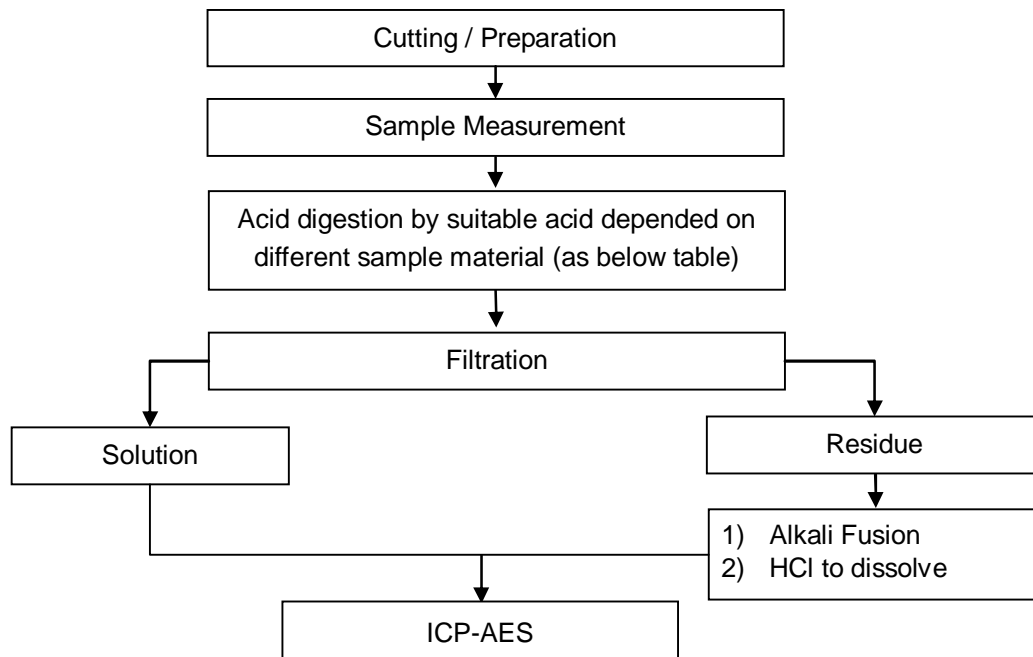 Cutting / Preparation
Sample Measurement
Acid digestion by suitable acid depended on
different sample material (as below table)
Filtration
Solution
Residue
1) Alkali Fusion
2) HCl to dissolve
ICP-AES